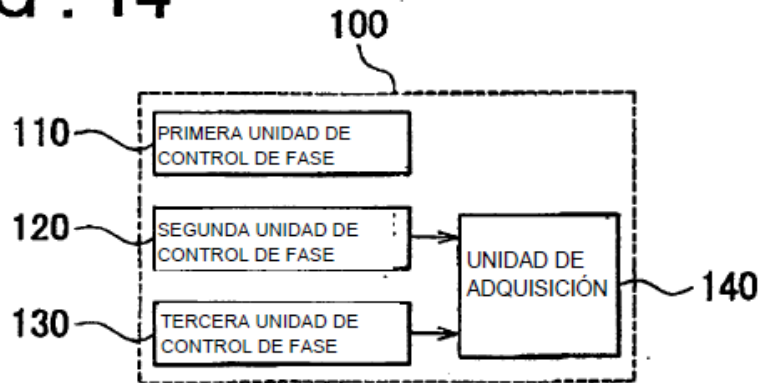 100
110
PRIMERA UNIDAD DE
CONTROL DE FASE
120
SEGUNDA UNIDAD DE
CONTROL DE FASE
UNIDAD DE
ADQUISICIÓN
140
130
TERCERA UNIDAD DE
CONTROL DE FASE